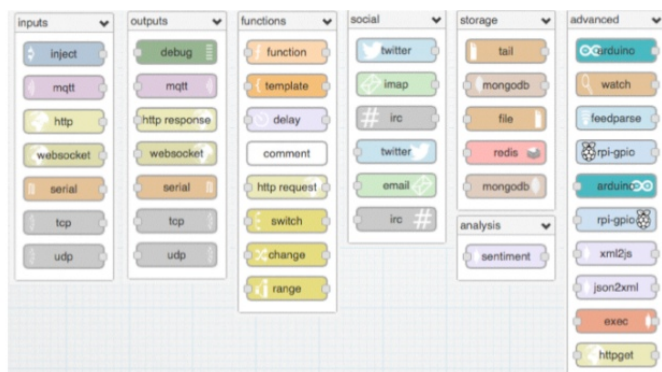 inputs
inject
mqtt
http
websocket
serial
tcp
udp
outputs
debug
mqtt
http response
websocket
serial
tcp
udp
functions
function
template
delay
comment
http request
switch
change
range
social
twitter
imap
irc
twitter
email
irc
storage
tail
mongodb
file
redis
mongodb
analysis
sentiment
advanced
arduino
watch
feedparse
rpi-gpio
arduino
rpi-gpio
xml2js
json2xml
exec
httpget